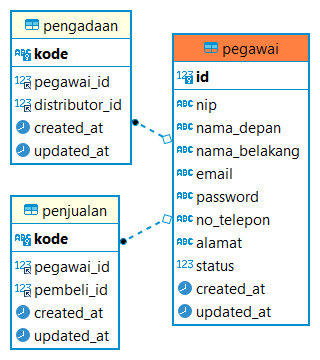 pengadaan
kode
pegawai_id
distributor_id
created_at
updated_at
pegawai
id
nip
nama_depan
nama_belakang
email
password
no_telepon
alamat
status
created_at
updated_at
penjualan
kode
pegawai_id
pembeli_id
created_at
updated_at